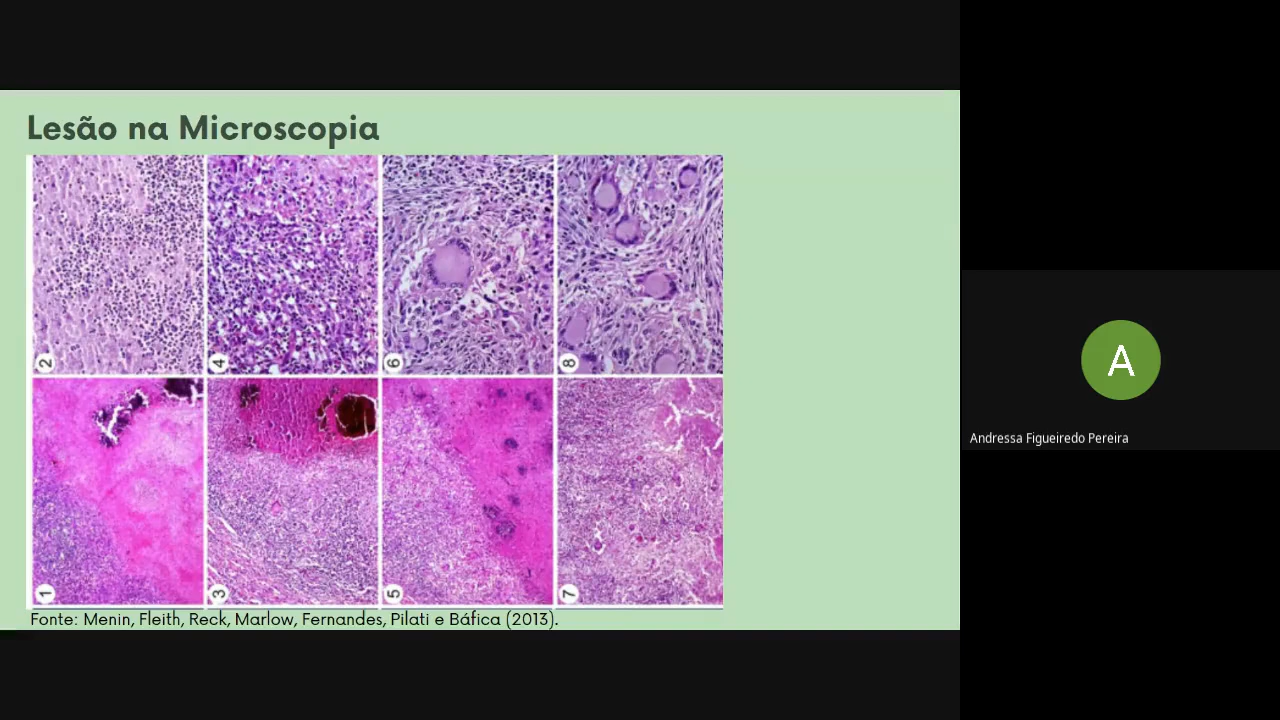 Lesão na Microscopia
2
4
6
8
1
3
5
7
Fonte: Menin, Fleith, Reck, Marlow, Fernandes, Pilati e Báfica (2013).
A
Andressa Figueiredo Pereira